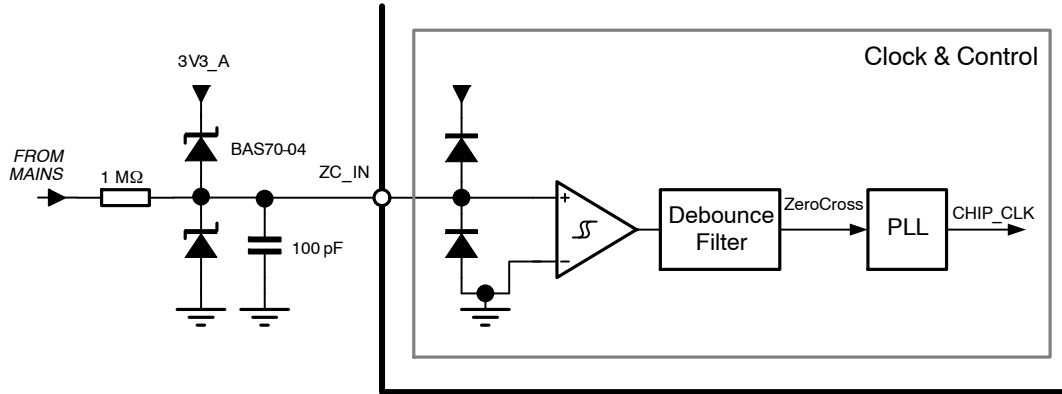 Clock & Control
3V3_A
BAS70-04
FROM
MAINS
1 MΩ
ZC_IN
100 pF
+
−
Debounce
Filter
ZeroCross
PLL
CHIP_CLK